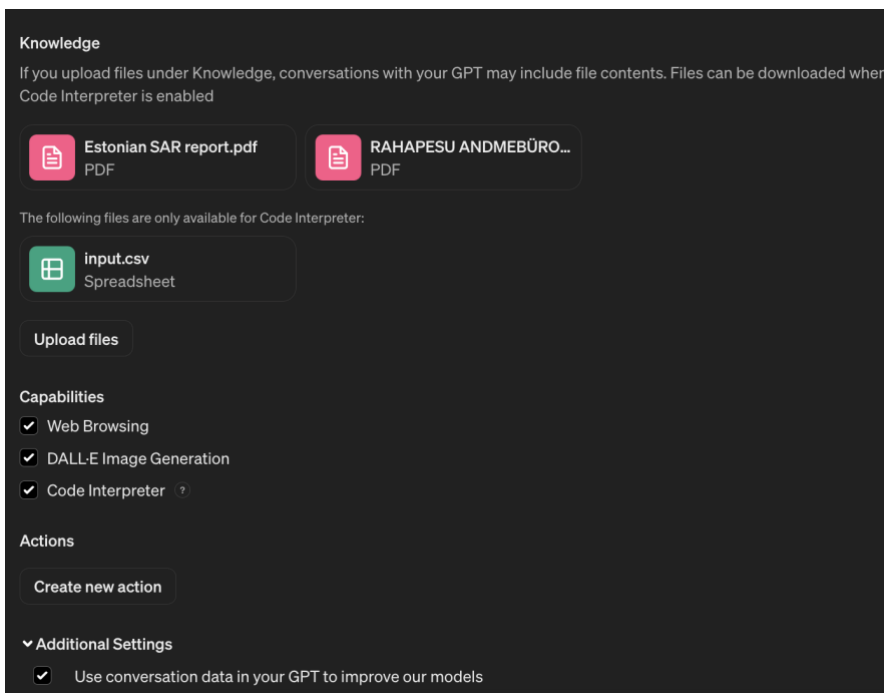 Knowledge
If you upload files under Knowledge, conversations with your GPT may include file contents. Files can be downloaded when
Code Interpreter is enabled
Estonian SAR report.pdf
PDF
RAHAPESU ANDMEBÜRO...
PDF
The following files are only available for Code Interpreter:
input.csv
Spreadsheet
Upload files
Capabilities
Web Browsing
DALL·E Image Generation
Code Interpreter ?
Actions
Create new action
Additional Settings
Use conversation data in your GPT to improve our models